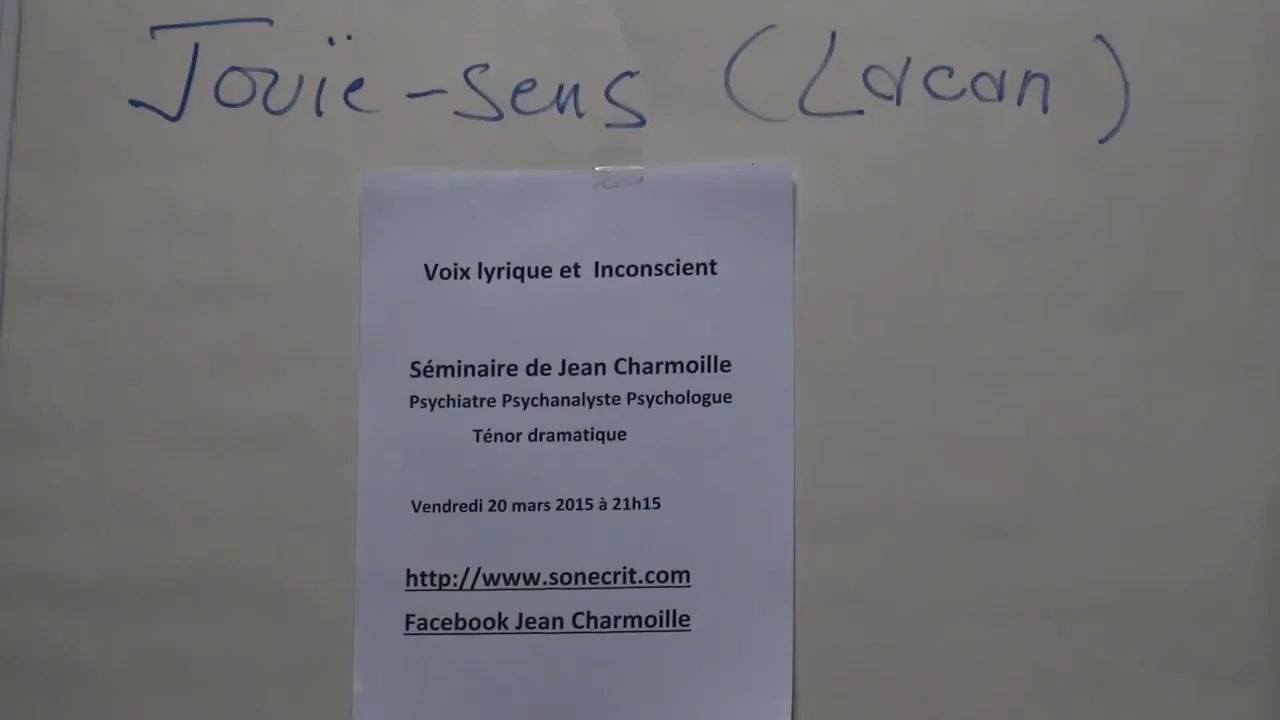 Jouïe-sens (Lacan)
Voix lyrique et Inconscient
Séminaire de Jean Charmoille
Psychiatre Psychanalyste Psychologue
Ténor dramatique
Vendredi 20 mars 2015 à 21h15
http://www.sonecrit.com
Facebook Jean Charmoille